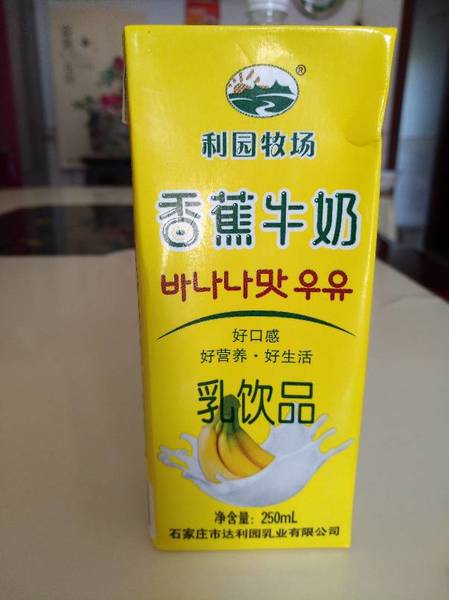 ®
利园牧场
香蕉牛奶
바나나맛 우유
好口感
好营养·好生活
乳饮品
净含量：250mL
石家庄市达利园乳业有限公司